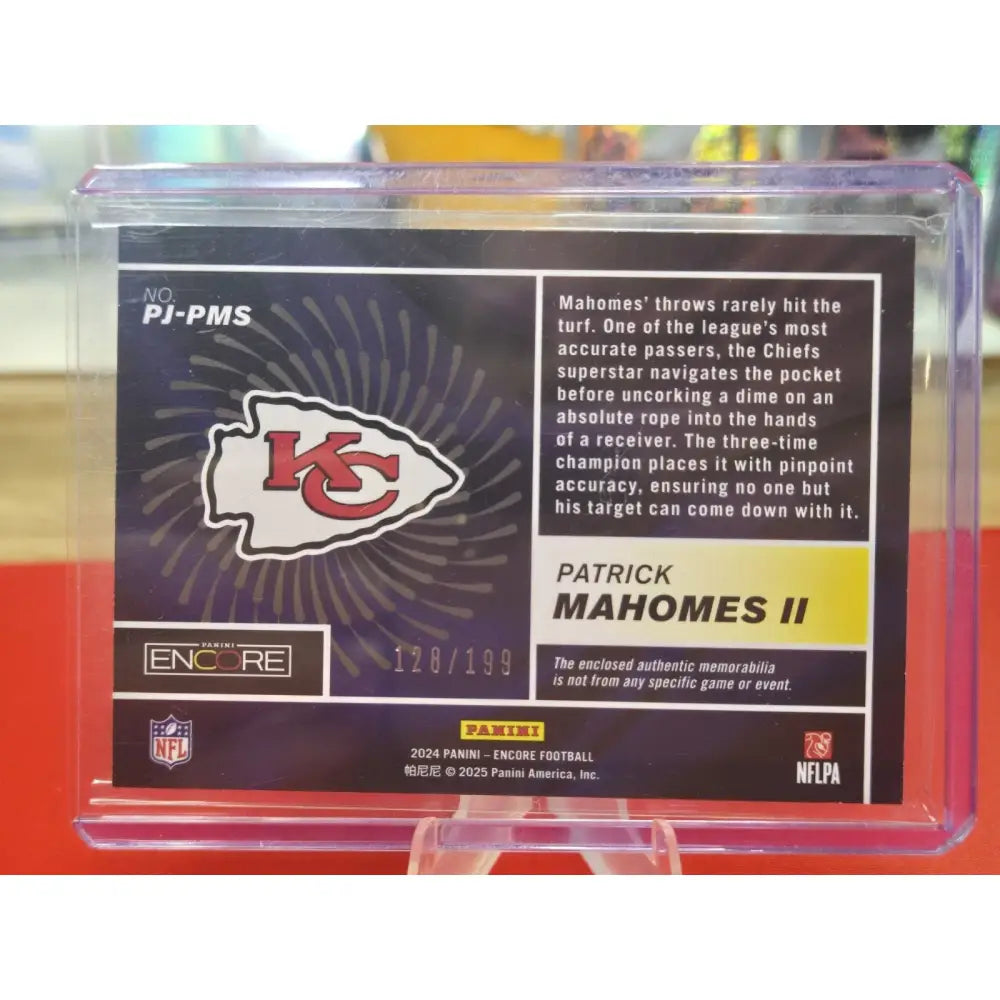 NO.
PJ-PMS
KC
Mahomes' throws rarely hit the
turf. One of the league's most
accurate passers, the Chiefs
superstar navigates the pocket
before uncorking a dime on an
absolute rope into the hands
of a receiver. The three-time
champion places it with pinpoint
accuracy, ensuring no one but
his target can come down with it.
PATRICK
MAHOMES II
The enclosed authentic memorabilia
is not from any specific game or event.
PANINI
ENCORE
128/199
NFL
PANINI
2024 PANINI – ENCORE FOOTBALL
帕尼尼 © 2025 Panini America, Inc.
NFLPA